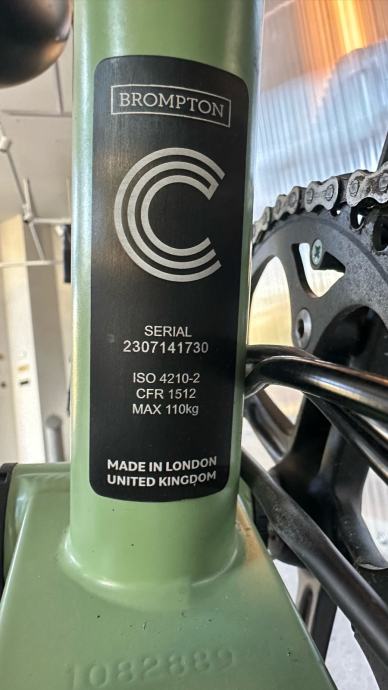 BROMPTON
C
SERIAL
2307141730
ISO 4210-2
CFR 1512
MAX 110kg
MADE IN LONDON
UNITED KINGDOM
1082889